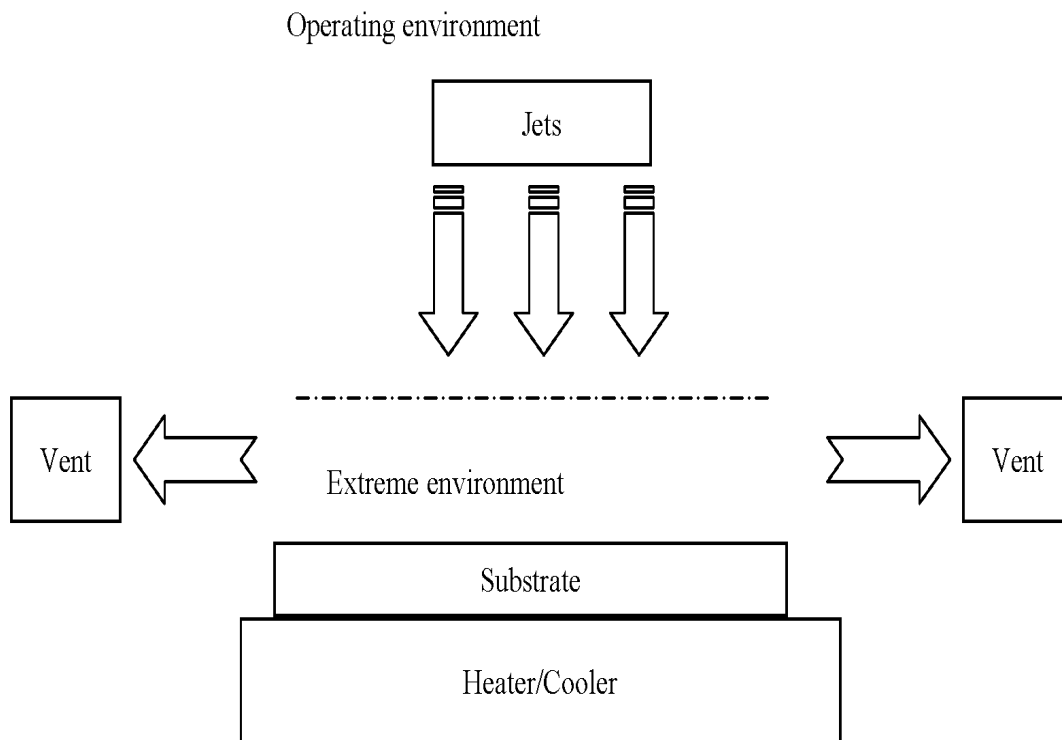 Operating environment
Jets
Vent
Vent
Extreme environment
Substrate
Heater/Cooler